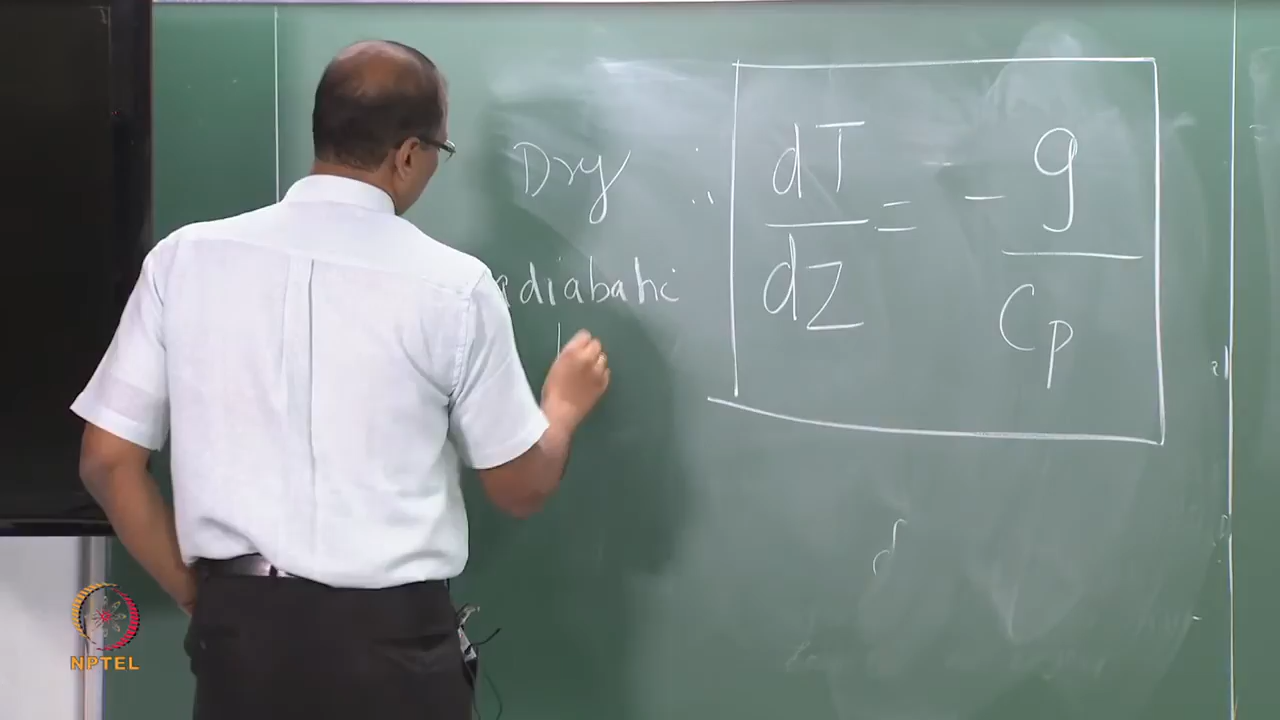 Dry
adiabatic
∴ dT/dZ = - g/Cp
d
NPTEL